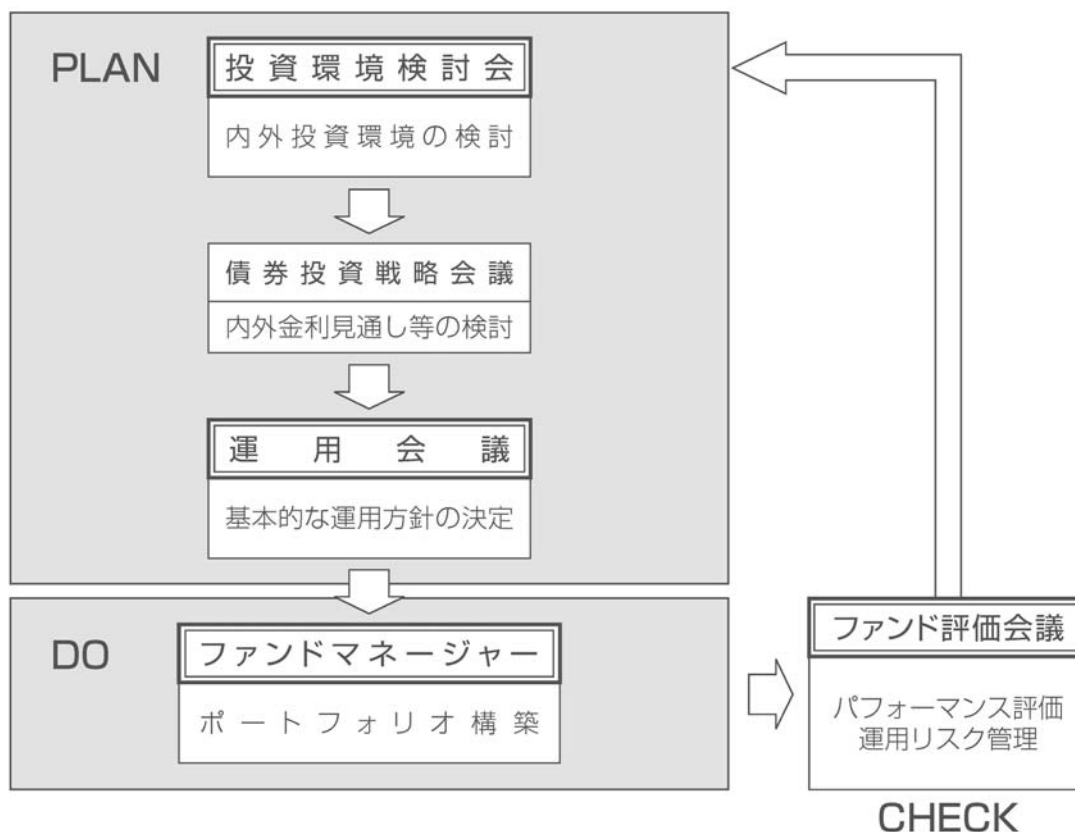 PLAN
投資環境検討会
内外投資環境の検討
債券投資戦略会議
内外金利見通し等の検討
運用会議
基本的な運用方針の決定
DO
ファンドマネージャー
ポートフォリオ構築
ファンド評価会議
パフォーマンス評価
運用リスク管理
CHECK